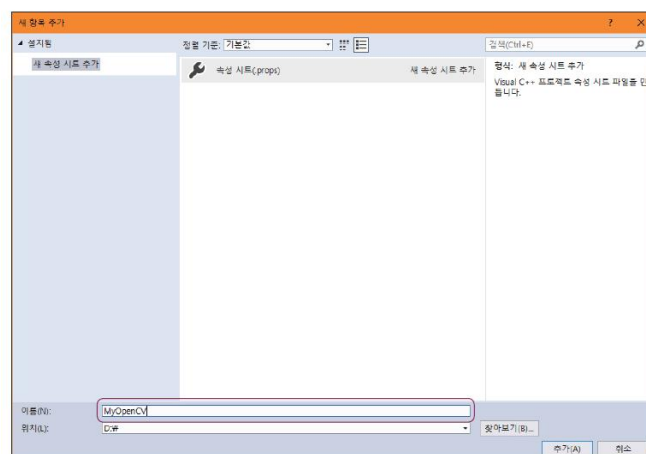 새 항목 추가
? ×
◢ 설치됨
정렬 기준: 기본값
검색(Ctrl+E)
새 속성 시트 추가
속성 시트(.props)
새 속성 시트 추가
형식: 새 속성 시트 추가
Visual C++ 프로젝트 속성 시트 파일을 만
듭니다.
이름(N):
MyOpenCV
위치(L):
D:₩
찾아보기(B)...
추가(A)
취소